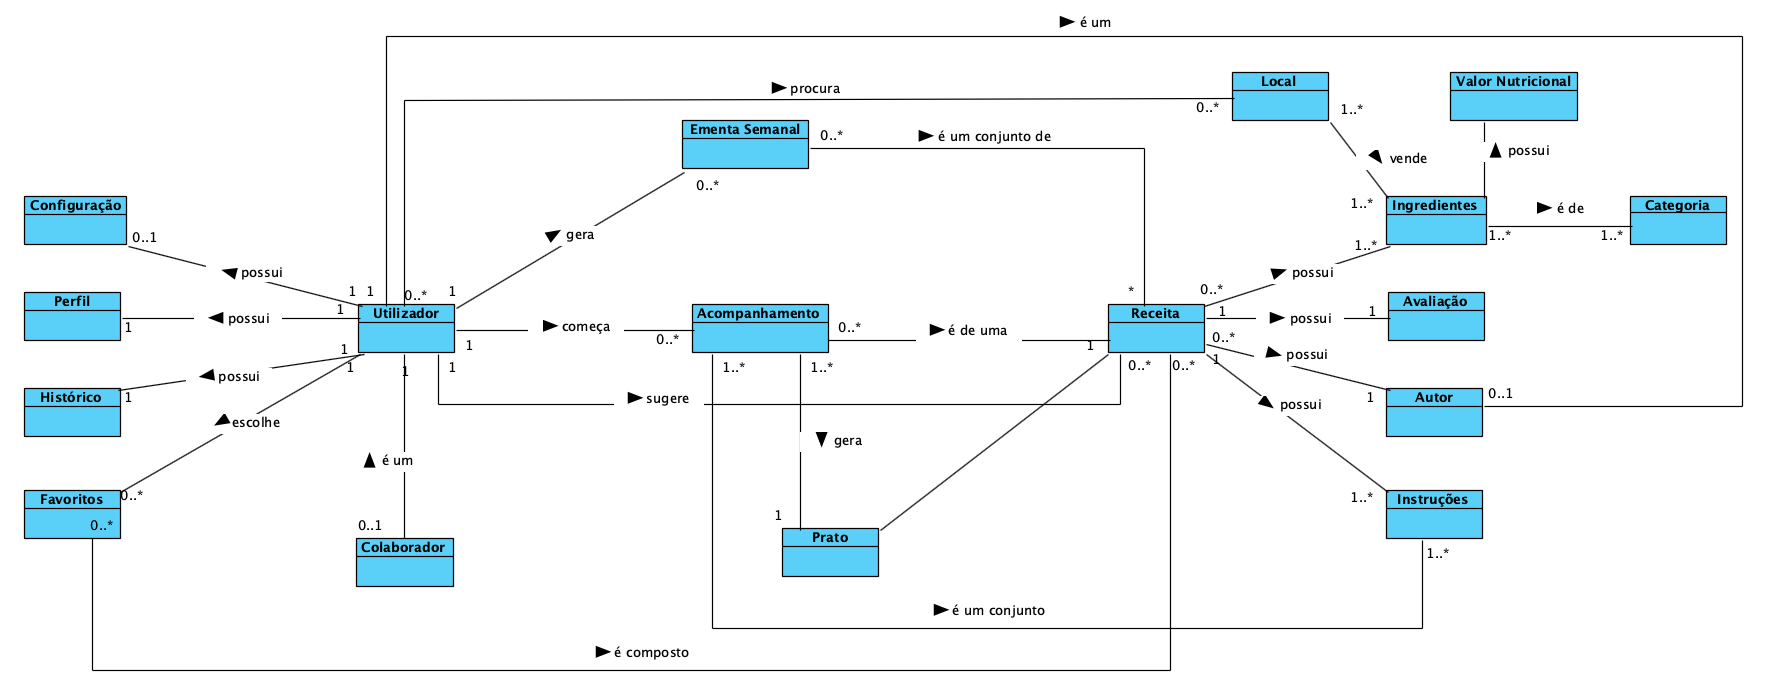 ► é um
Local
Valor Nutricional
► procura
0..*
1..*
Ementa Semanal
0..*
► é um conjunto de
▲ possui
vende
0..*
Configuração
1..*
Ingredientes
► é de
Categoria
0..1
gera
1..*
1..*
1..*
◄ possui
possui
1
1
0..*
1
*
0..*
Perfil
1
◄ possui
1
Utilizador
Acompanhamento
Receita
1
► possui
1
Avaliação
► começa
0..*
0..*
► é de uma
1
0..*
1
1
1
possui
1
◄ possui
1
1
1
1..*
1..*
0..*
0..*
Histórico
1
► sugere
possui
1
Autor
0..1
escolhe
▼ gera
▲ é um
Favoritos
0..*
0..*
1..*
Instruções
0..1
1
Colaborador
Prato
1..*
► é um conjunto
► é composto